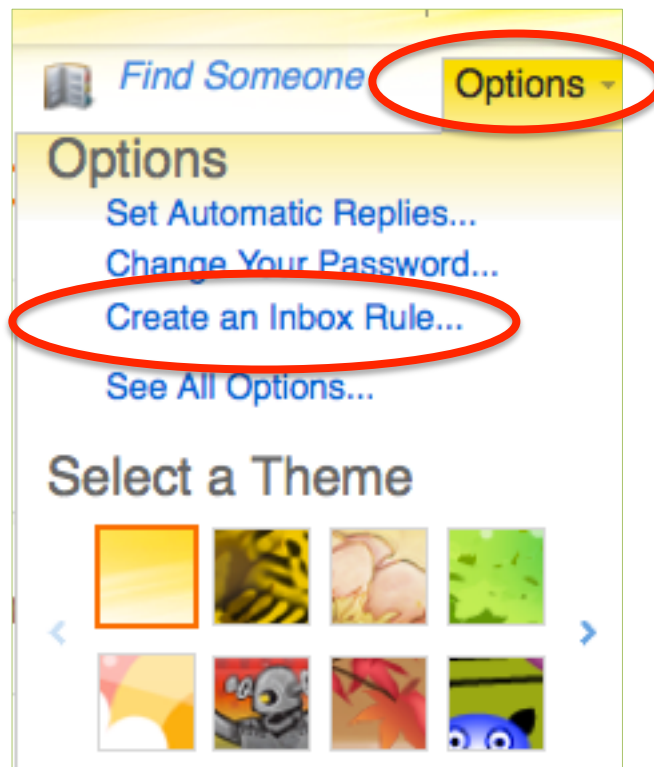 Find Someone
Options
Options
Set Automatic Replies...
Change Your Password...
Create an Inbox Rule...
See All Options...
Select a Theme